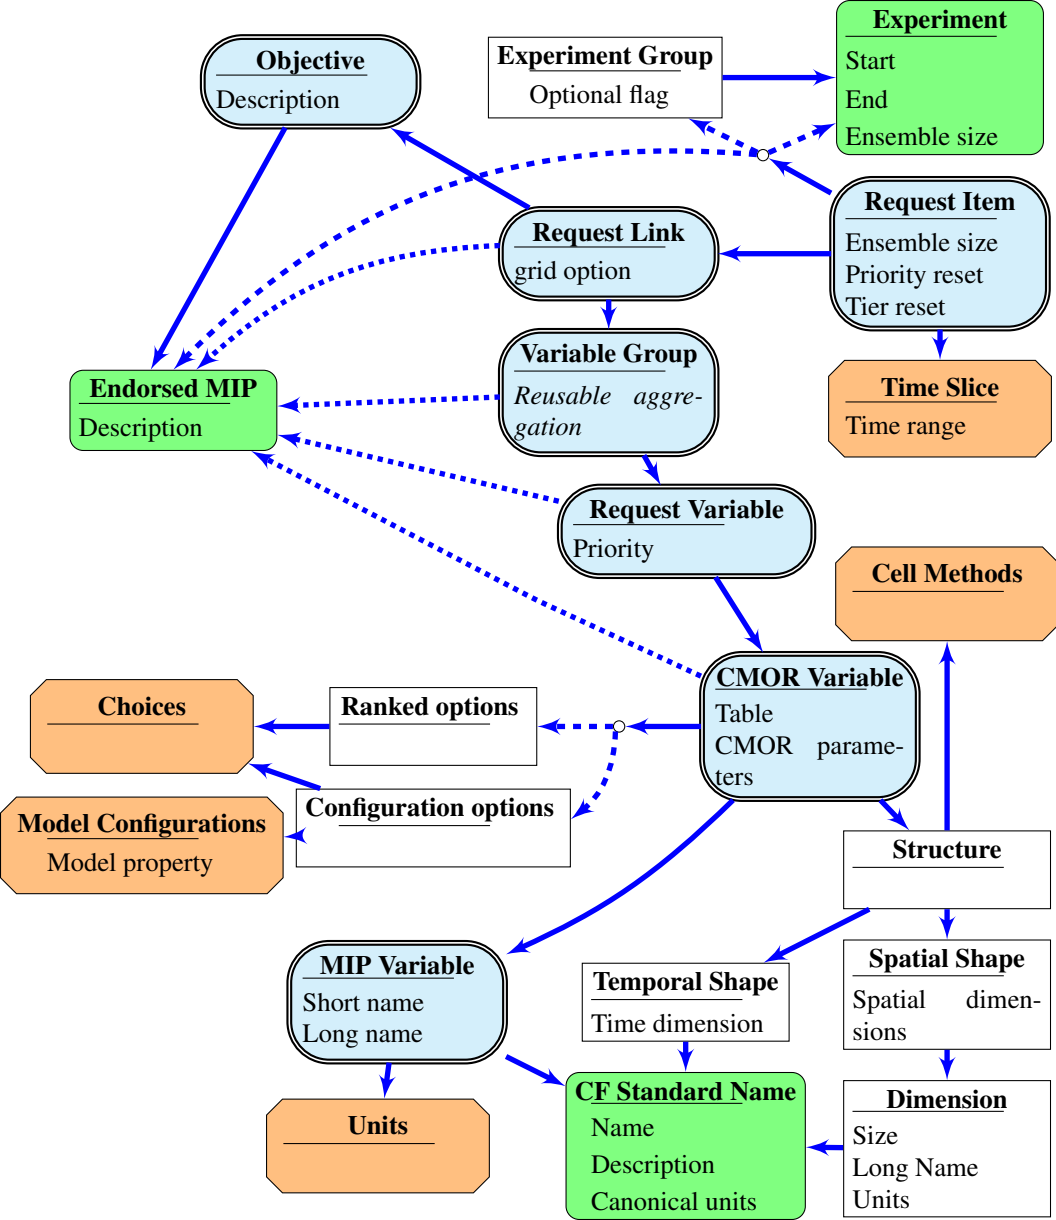 Experiment
Start
End
Ensemble size
Objective
Description
Experiment Group
Optional flag
Request Item
Ensemble size
Priority reset
Tier reset
Request Link
grid option
Variable Group
Reusable aggre-
gation
Endorsed MIP
Description
Time Slice
Time range
Request Variable
Priority
Cell Methods
CMOR Variable
Table
CMOR parame-
ters
Choices
Ranked options
Configuration options
Model Configurations
Model property
Structure
MIP Variable
Short name
Long name
Temporal Shape
Time dimension
Spatial Shape
Spatial dimen-
sions
Units
CF Standard Name
Name
Description
Canonical units
Dimension
Size
Long Name
Units